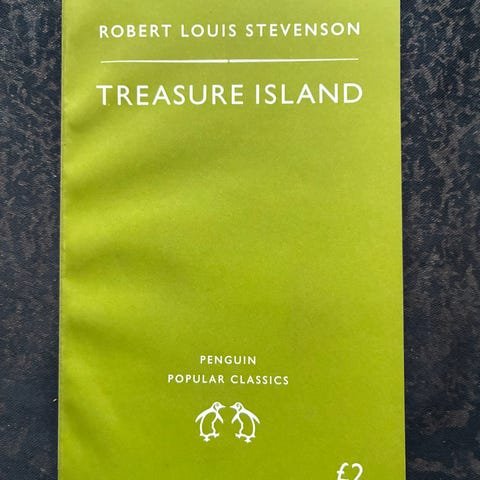 ROBERT LOUIS STEVENSON
TREASURE ISLAND
PENGUIN
POPULAR CLASSICS
£2